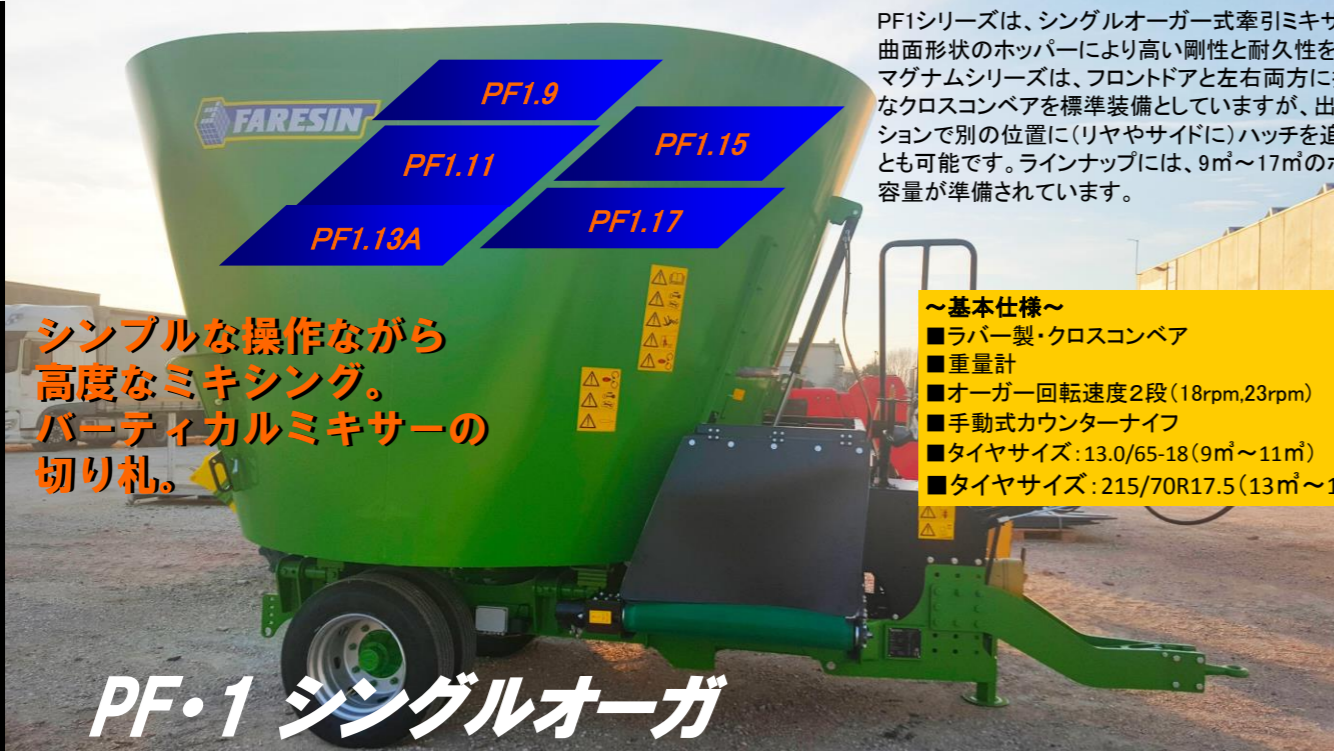 PF1シリーズは、シングルオーガー式牽引ミキサ
曲面形状のホッパーにより高い剛性と耐久性を
マグナムシリーズは、フロントドアと左右両方に
なクロスコンベアを標準装備としていますが、出
ションで別の位置に(リヤやサイドに)ハッチを追
とも可能です。ラインナップには、9㎥～17㎥の
容量が準備されています。
FARESIN
PF1.9
PF1.11
PF1.15
PF1.13A
PF1.17
シンプルな操作ながら
高度なミキシング。
バーティカルミキサーの
切り札。
～基本仕様～
■ラバー製・クロスコンベア
■重量計
■オーガー回転速度２段(18rpm,23rpm)
■手動式カウンターナイフ
■タイヤサイズ:13.0/65-18(9㎥～11㎥)
■タイヤサイズ:215/70R17.5(13㎥～1
PF・1 シングルオーガ